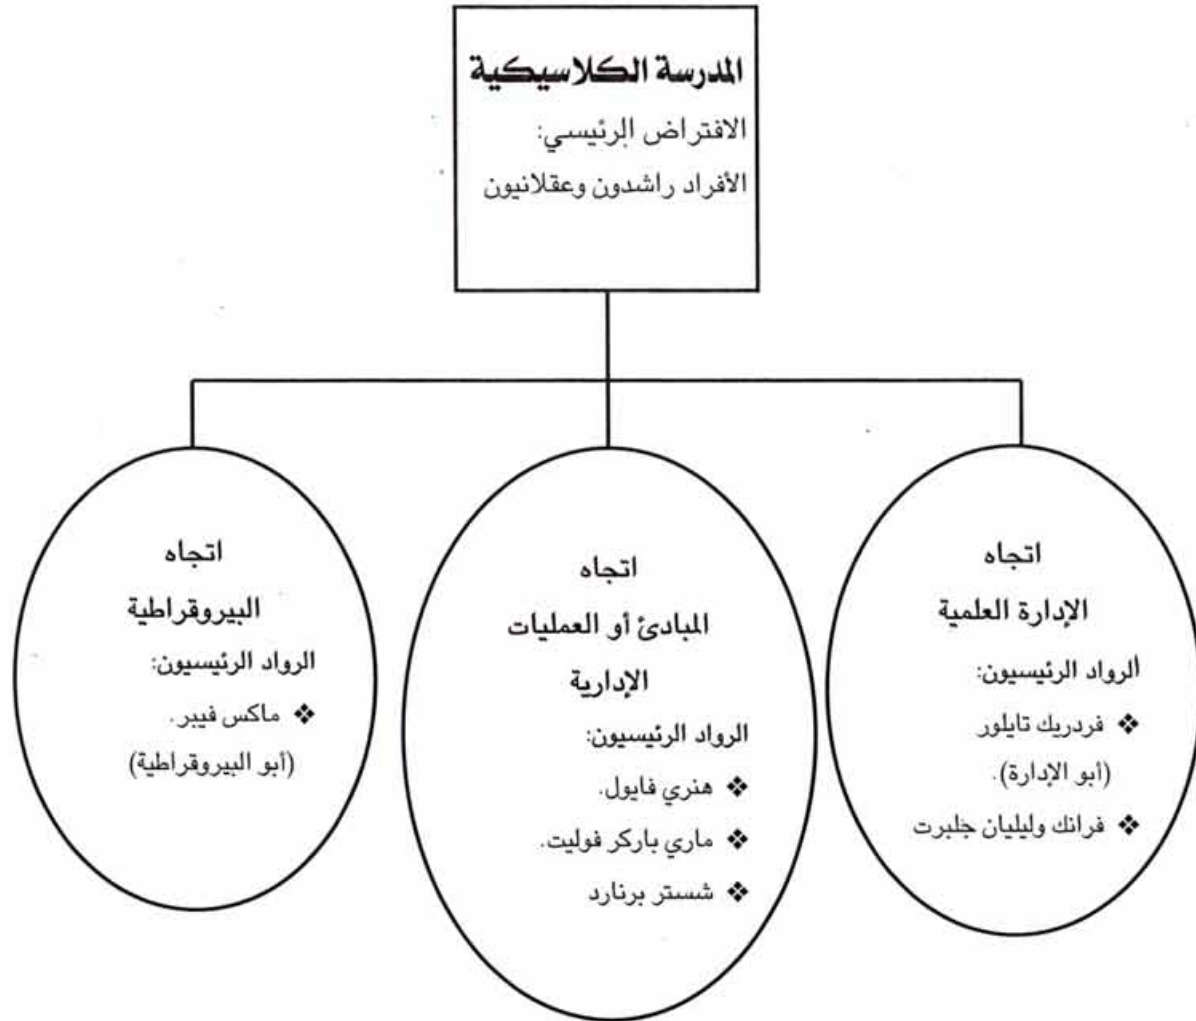 المدرسة الكلاسيكية
الافتراض الرئيسي:
الأفراد راشدون وعقلانيون
اتجاه
الإدارة العلمية
الرواد الرئيسيون:
❖ فردريك تايلور
(أبو الإدارة).
❖ فرانك وليليان جلبرت
اتجاه
المبادئ أو العمليات
الإدارية
الرواد الرئيسيون:
❖ هنري فايول.
❖ ماري باركر فوليت.
❖ شستر برنارد
اتجاه
البيروقراطية
الرواد الرئيسيون:
❖ ماكس فيبر.
(أبو البيروقراطية)